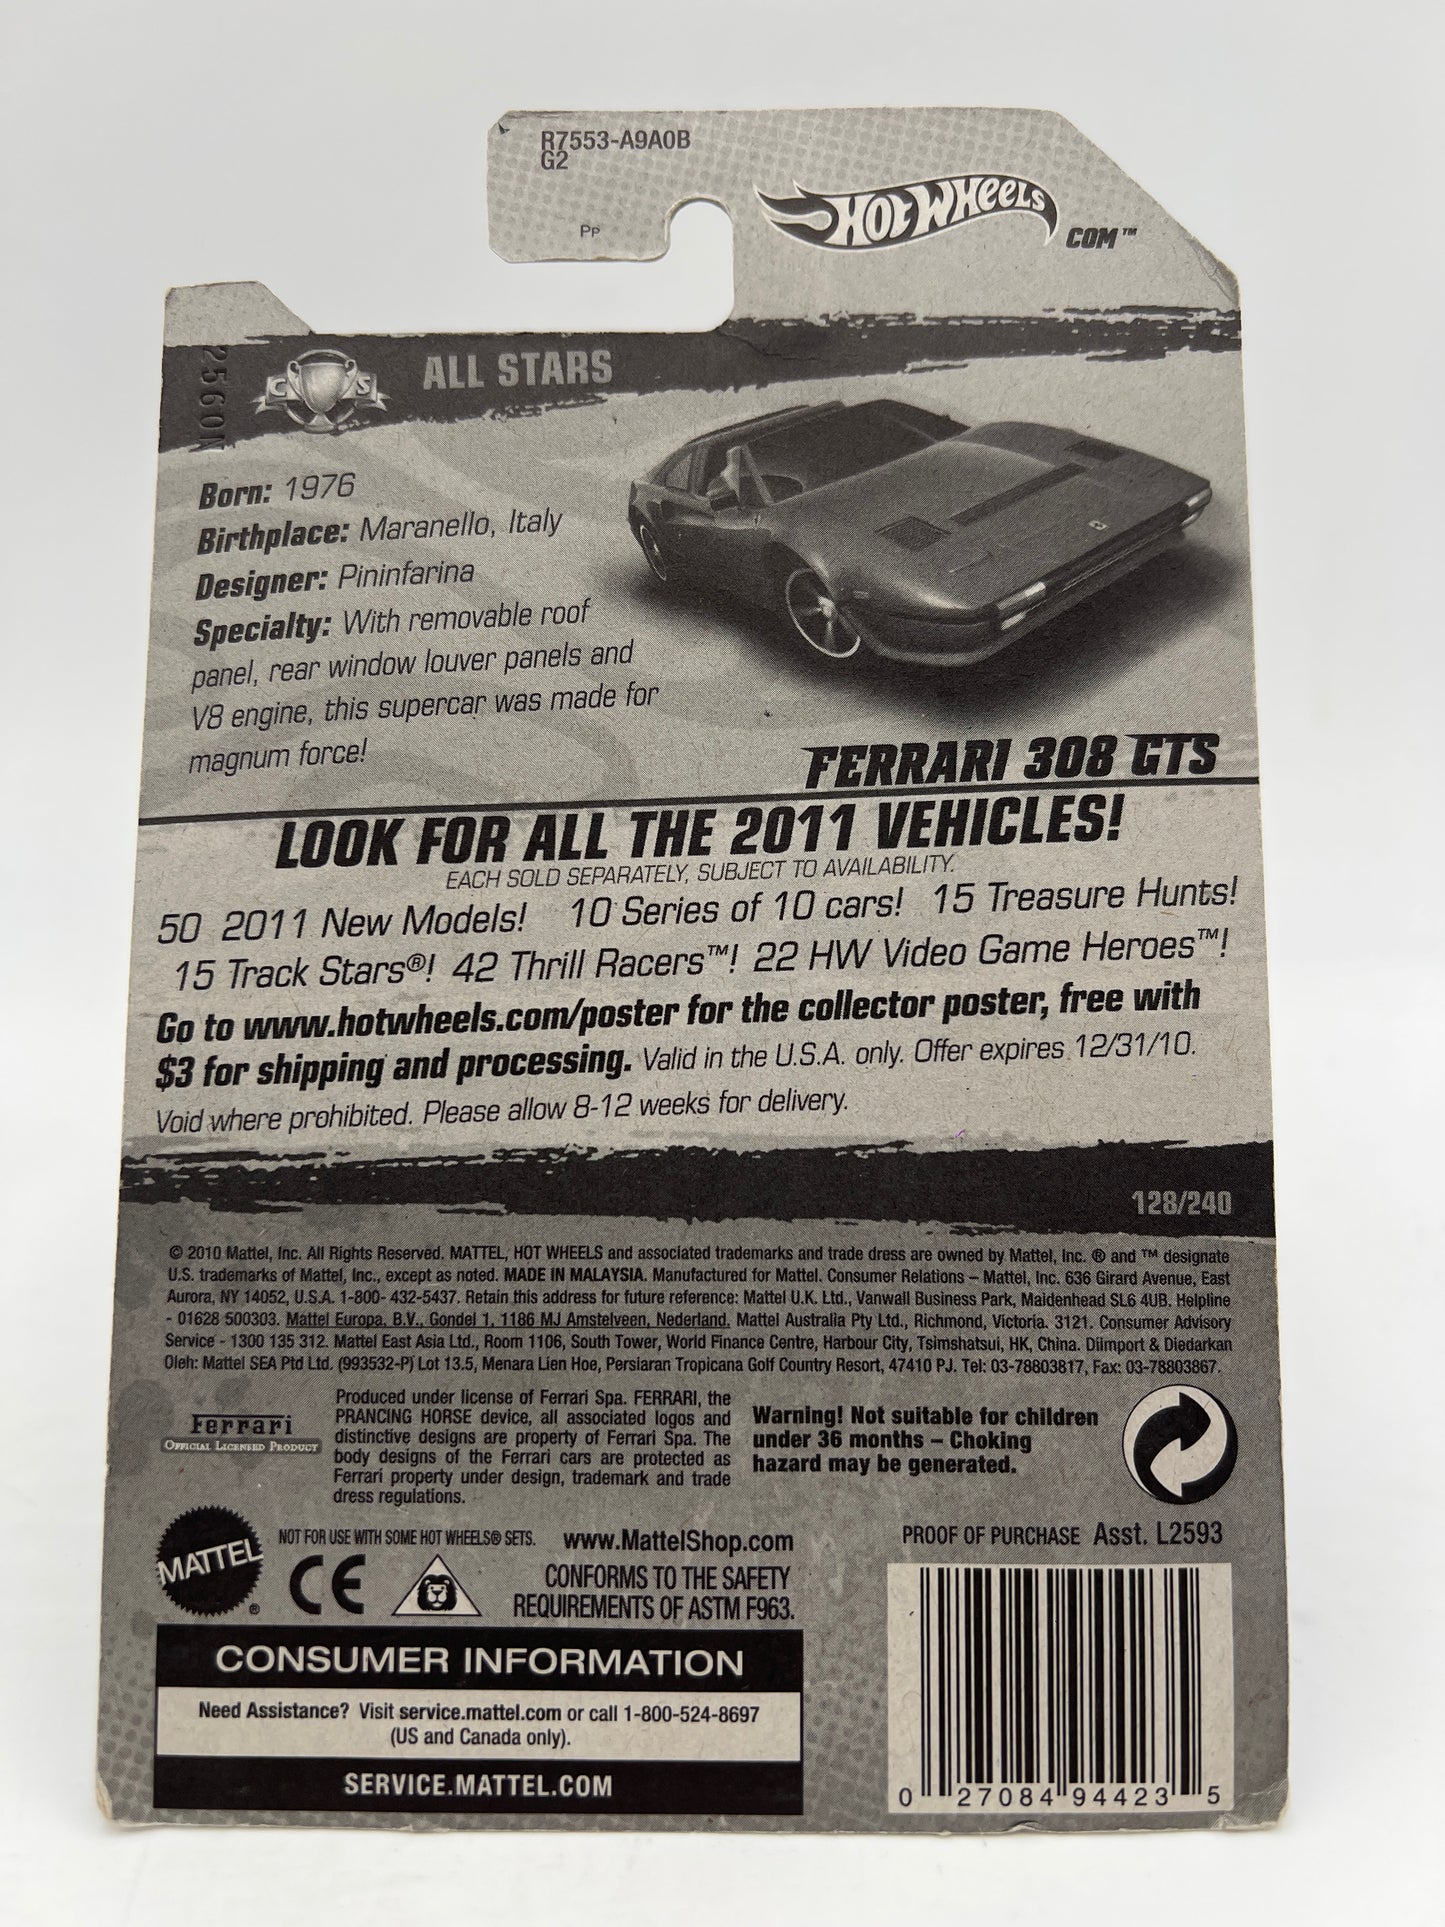 R7553-A9A0B
G2
PP
HOT WHEELS
COM™
2560N
C S
ALL STARS
Born: 1976
Birthplace: Maranello, Italy
Designer: Pininfarina
Specialty: With removable roof
panel, rear window louver panels and
V8 engine, this supercar was made for
magnum force!
FERRARI 308 GTS
LOOK FOR ALL THE 2011 VEHICLES!
EACH SOLD SEPARATELY, SUBJECT TO AVAILABILITY.
50 2011 New Models! 10 Series of 10 cars! 15 Treasure Hunts!
15 Track Stars®! 42 Thrill Racers™! 22 HW Video Game Heroes™!
Go to www.hotwheels.com/poster for the collector poster, free with
$3 for shipping and processing. Valid in the U.S.A. only. Offer expires 12/31/10.
Void where prohibited. Please allow 8-12 weeks for delivery.
128/240
© 2010 Mattel, Inc. All Rights Reserved. MATTEL, HOT WHEELS and associated trademarks and trade dress are owned by Mattel, Inc. ® and ™ designate
U.S. trademarks of Mattel, Inc., except as noted. MADE IN MALAYSIA. Manufactured for Mattel. Consumer Relations – Mattel, Inc. 636 Girard Avenue, East
Aurora, NY 14052, U.S.A. 1-800- 432-5437. Retain this address for future reference: Mattel U.K. Ltd., Vanwall Business Park, Maidenhead SL6 4UB. Helpline
- 01628 500303. Mattel Europa, B.V., Gondel 1, 1186 MJ Amstelveen, Nederland. Mattel Australia Pty Ltd., Richmond, Victoria. 3121. Consumer Advisory
Service - 1300 135 312. Mattel East Asia Ltd., Room 1106, South Tower, World Finance Centre, Harbour City, Tsimshatsui, HK, China. Diimport & Diedarkan
Oleh: Mattel SEA Ptd Ltd. (993532-P) Lot 13.5, Menara Lien Hoe, Persiaran Tropicana Golf Country Resort, 47410 PJ. Tel: 03-78803817, Fax: 03-78803867.
Ferrari
OFFICIAL LICENSED PRODUCT
Produced under license of Ferrari Spa. FERRARI, the
PRANCING HORSE device, all associated logos and
distinctive designs are property of Ferrari Spa. The
body designs of the Ferrari cars are protected as
Ferrari property under design, trademark and trade
dress regulations.
Warning! Not suitable for children
under 36 months – Choking
hazard may be generated.
MATTEL ®
NOT FOR USE WITH SOME HOT WHEELS® SETS.
CE
www.MattelShop.com
CONFORMS TO THE SAFETY
REQUIREMENTS OF ASTM F963.
PROOF OF PURCHASE Asst. L2593
CONSUMER INFORMATION
Need Assistance? Visit service.mattel.com or call 1-800-524-8697
(US and Canada only).
SERVICE.MATTEL.COM
0 27084 94423 5